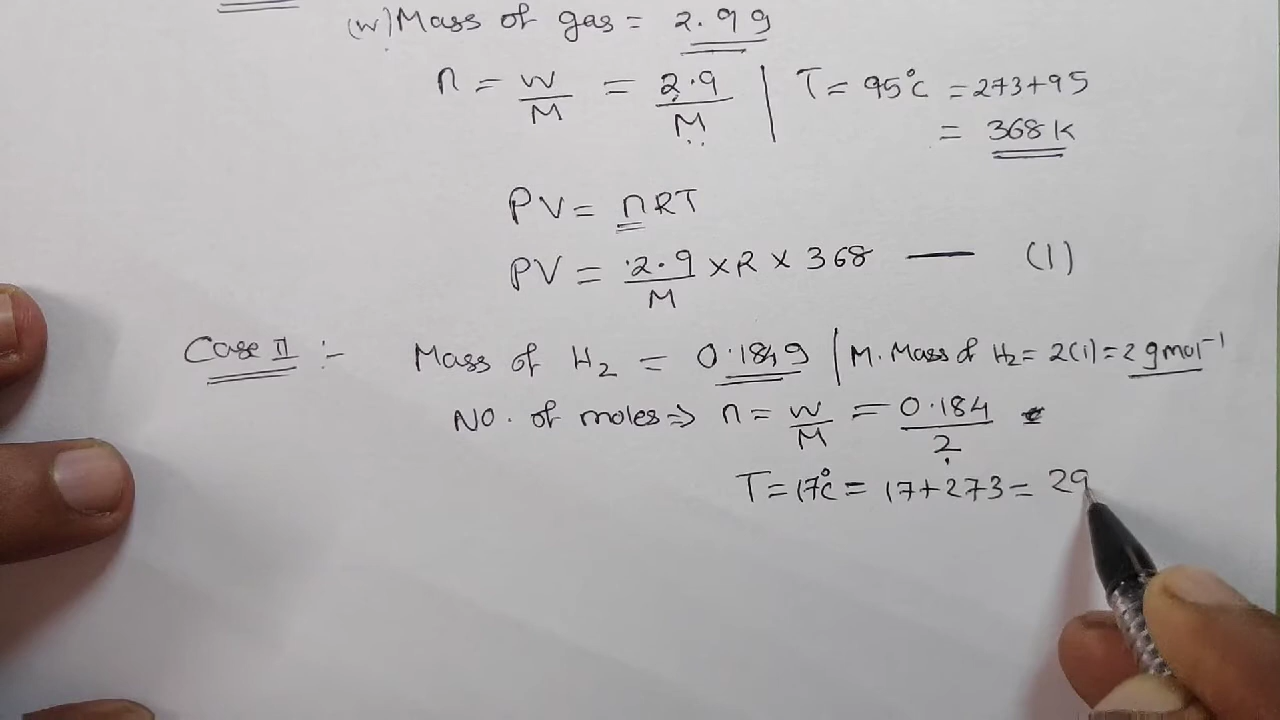 (W) Mass of gas = 2.9g
n = W/M = 2.9/M | T = 95°C = 273+95
= 368 K
PV = nRT
PV = 2.9/M × R × 368 — (1)
Case II :- Mass of H₂ = 0.184g | M. Mass of H₂ = 2(1) = 2 g mol⁻¹
NO. of moles ⇒ n = W/M = 0.184/2
T = 17°C = 17+273 = 29